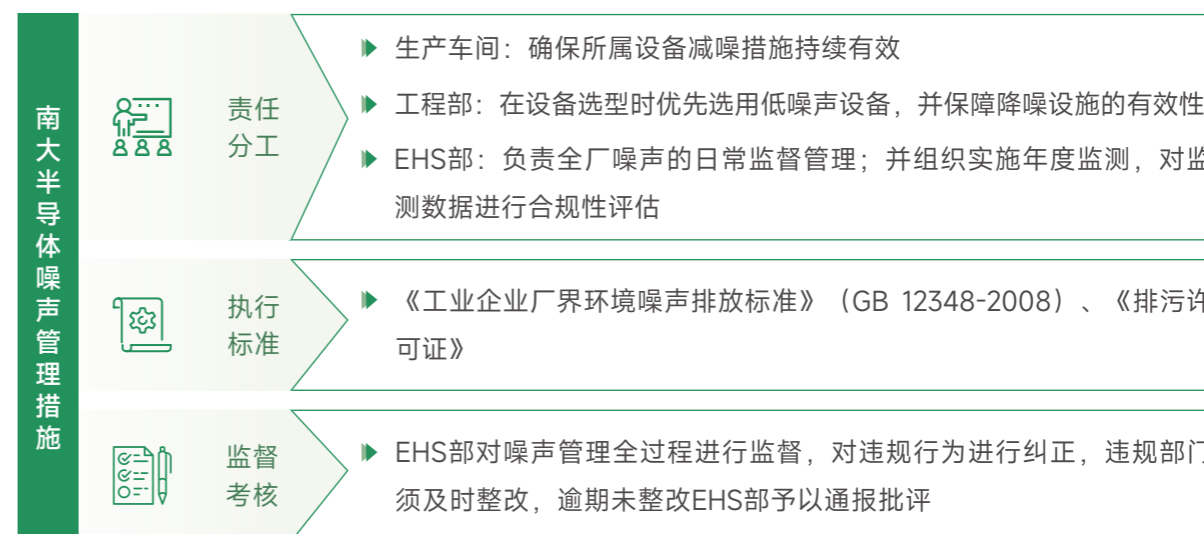 南大半导体噪声管理措施
责任
分工
生产车间：确保所属设备减噪措施持续有效
工程部：在设备选型时优先选用低噪声设备，并保障降噪设施的有效性
EHS部：负责全厂噪声的日常监督管理；并组织实施年度监测，对监
测数据进行合规性评估
执行
标准
《工业企业厂界环境噪声排放标准》（GB 12348-2008）、《排污许
可证》
监督
考核
EHS部对噪声管理全过程进行监督，对违规行为进行纠正，违规部门
须及时整改，逾期未整改EHS部予以通报批评